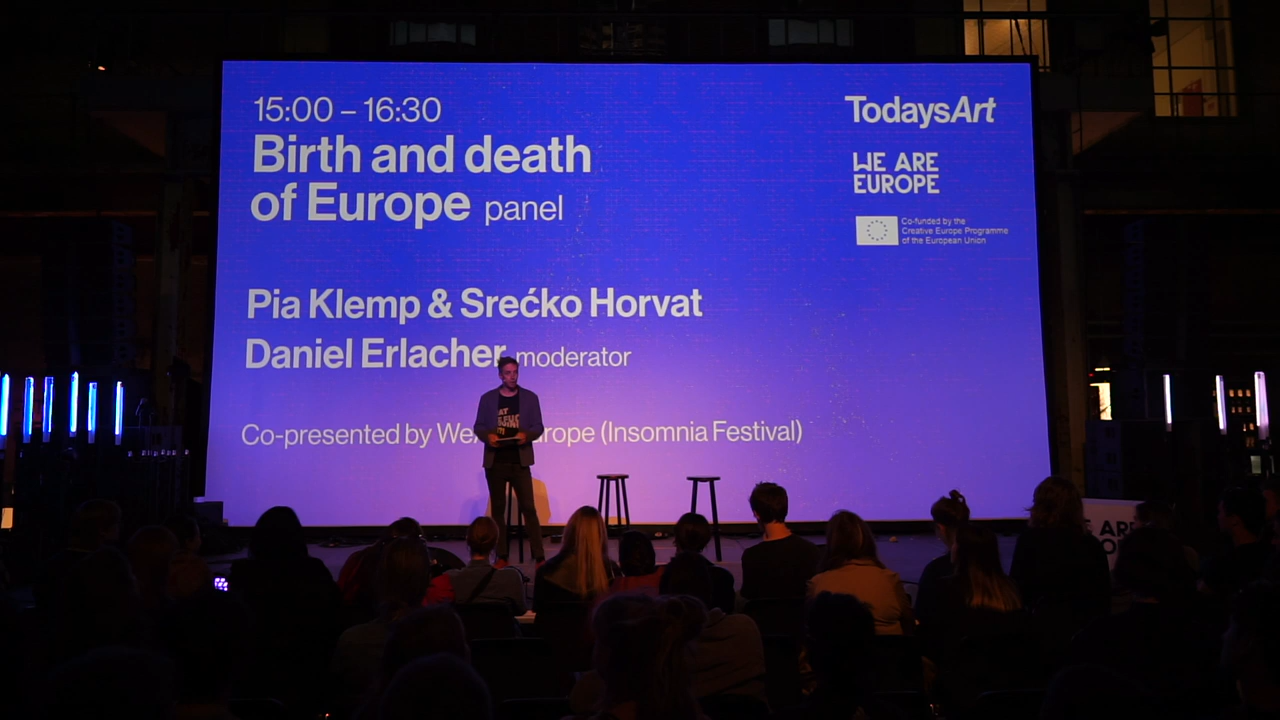 15:00 – 16:30
Birth and death
of Europe panel
Pia Klemp & Srećko Horvat
Daniel Erlacher moderator
Co-presented by We urope (Insomnia Festival)
TodaysArt
WE ARE
EUROPE
Co-funded by the
Creative Europe Programme
of the European Union